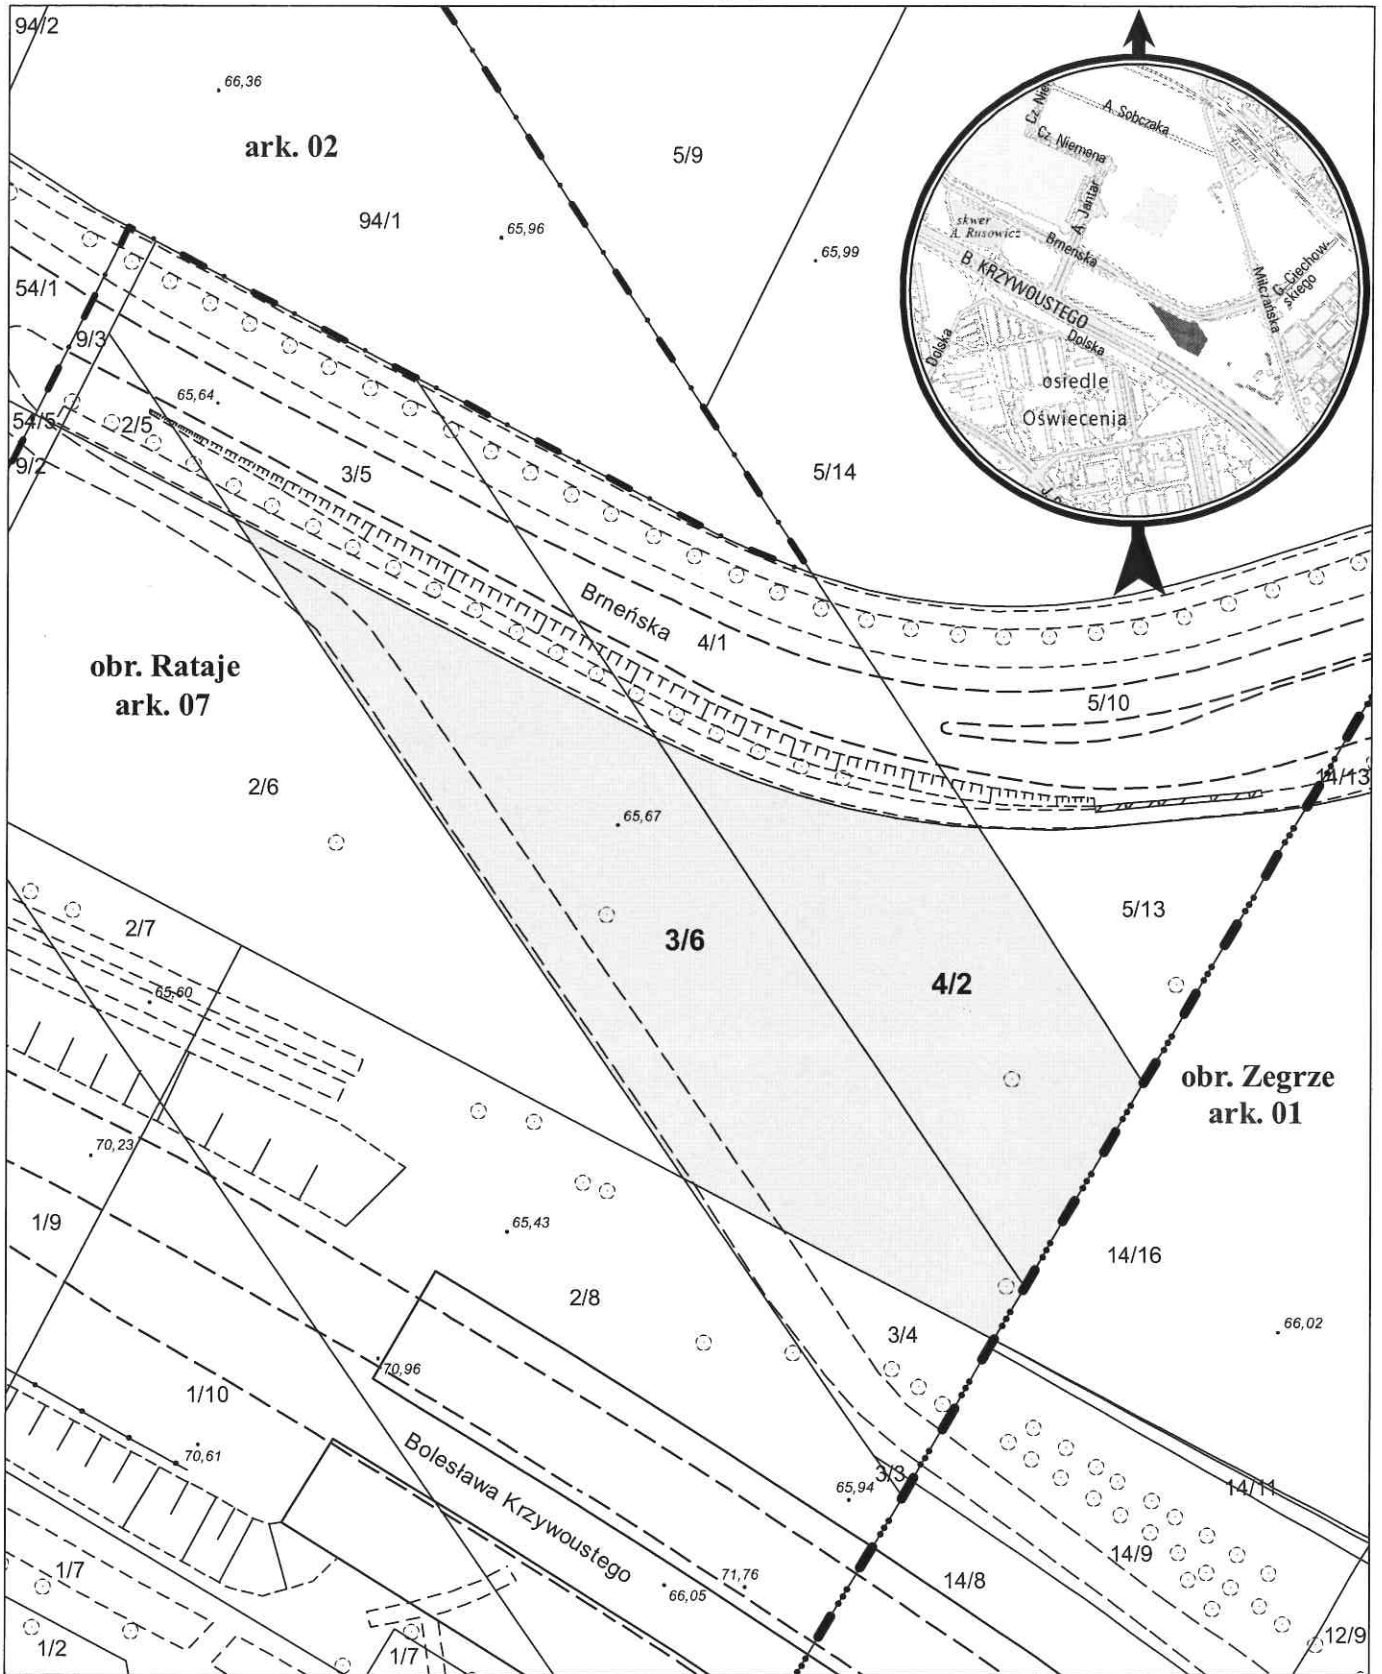 94/2
66,36
ark. 02
5/9
94/1
65,96
65,99
54/1
9/3
65,64
54/5
2/5
9/2
3/5
5/14
A. Sobczaka
Cz. Niemena
A. Jantar
skwer
A. Rusowicz
Brneńska
B. KRZYWOUSTEGO
Milczańska
G. Ciechow-
skiego
Dolska
Dolska
osiedle
Oświecenia
Brneńska
4/1
obr. Rataje
ark. 07
5/10
14/13
2/6
65,67
5/13
2/7
3/6
4/2
65,60
obr. Zegrze
ark. 01
70,23
1/9
65,43
14/16
2/8
66,02
3/4
70,96
1/10
70,61
Bolesława Krzywoustego
3/3
65,94
14/11
14/9
1/7
71,76
66,05
14/8
1/2
1/7
12/9